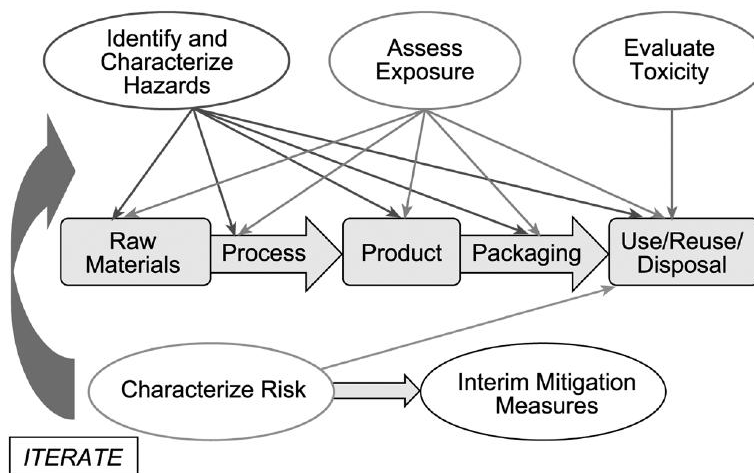 Identify and
Characterize
Hazards
Assess
Exposure
Evaluate
Toxicity
Raw
Materials
Process
Product
Packaging
Use/Reuse/
Disposal
Characterize Risk
Interim Mitigation
Measures
ITERATE